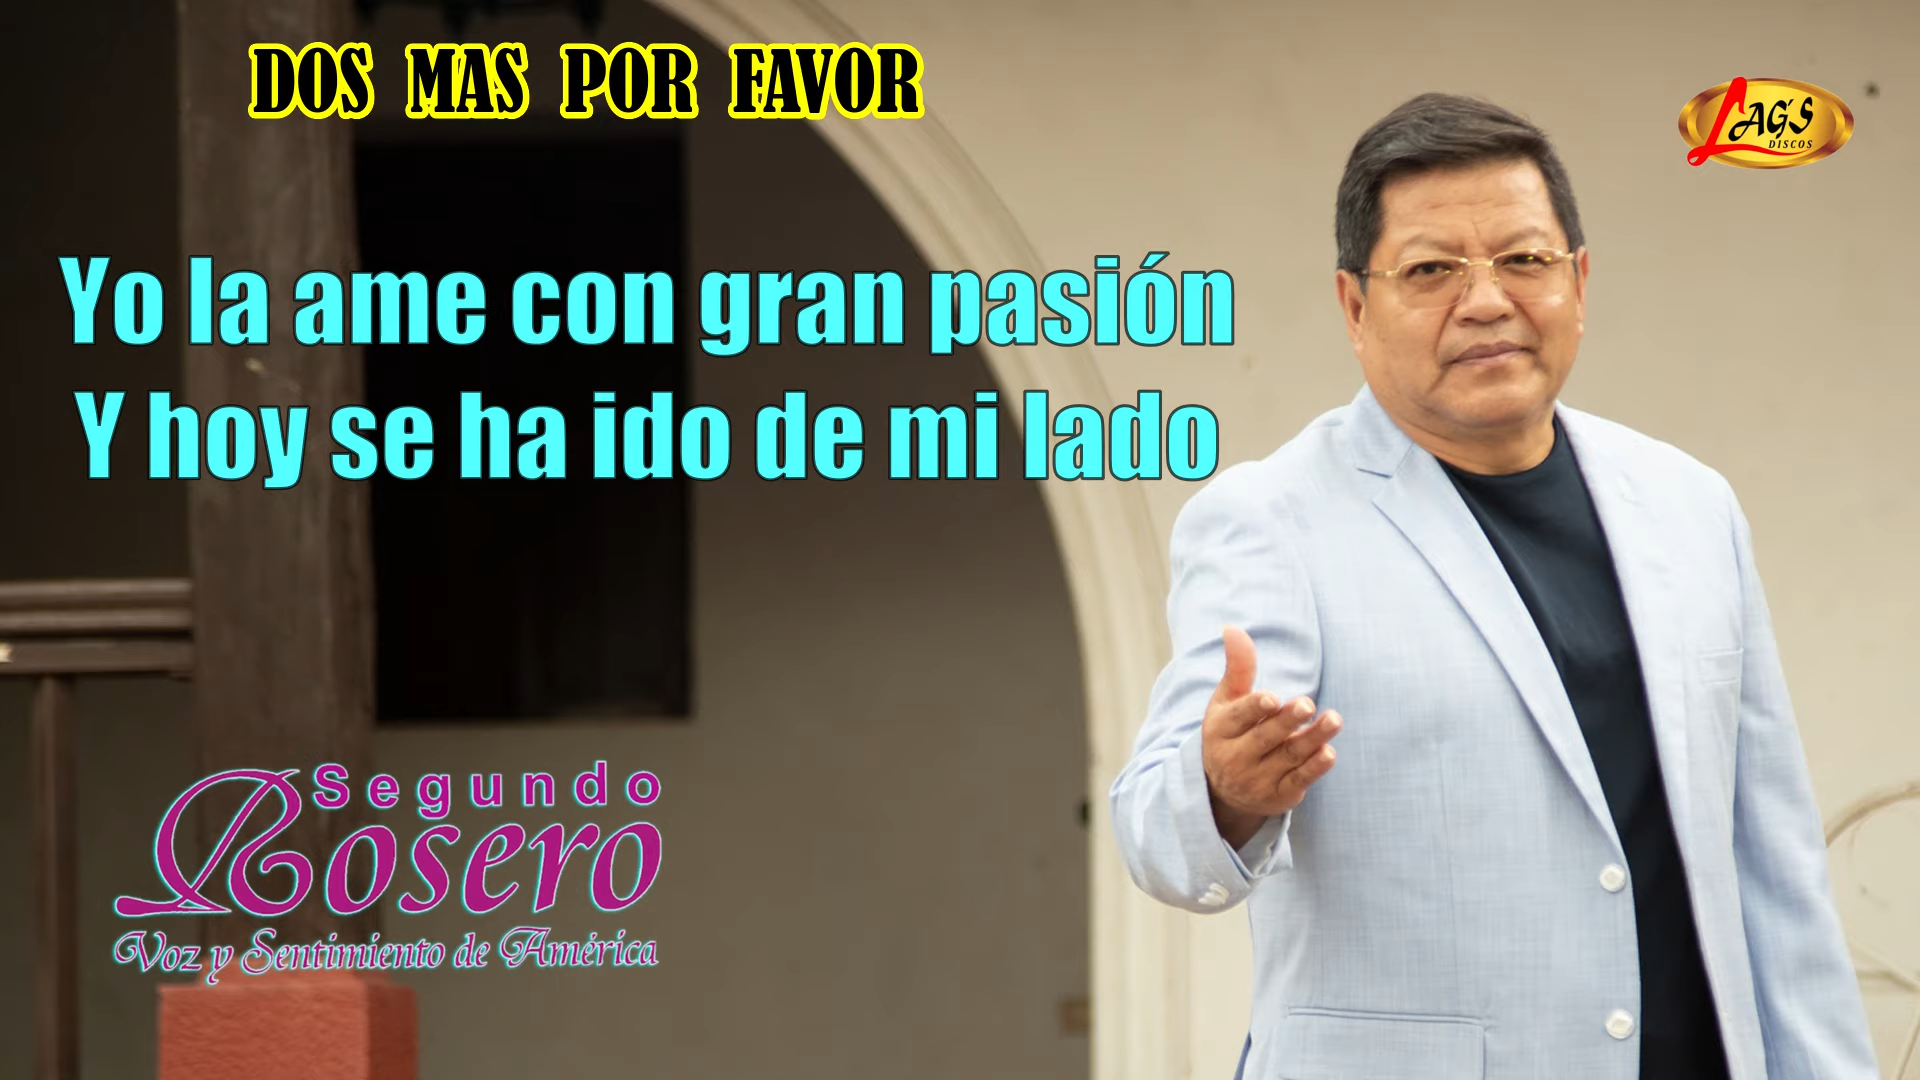 DOS MAS POR FAVOR
LAG'S
DISCOS
Yo la ame con gran pasión
Y hoy se ha ido de mi lado
Segundo
Rosero
Voz y Sentimiento de América